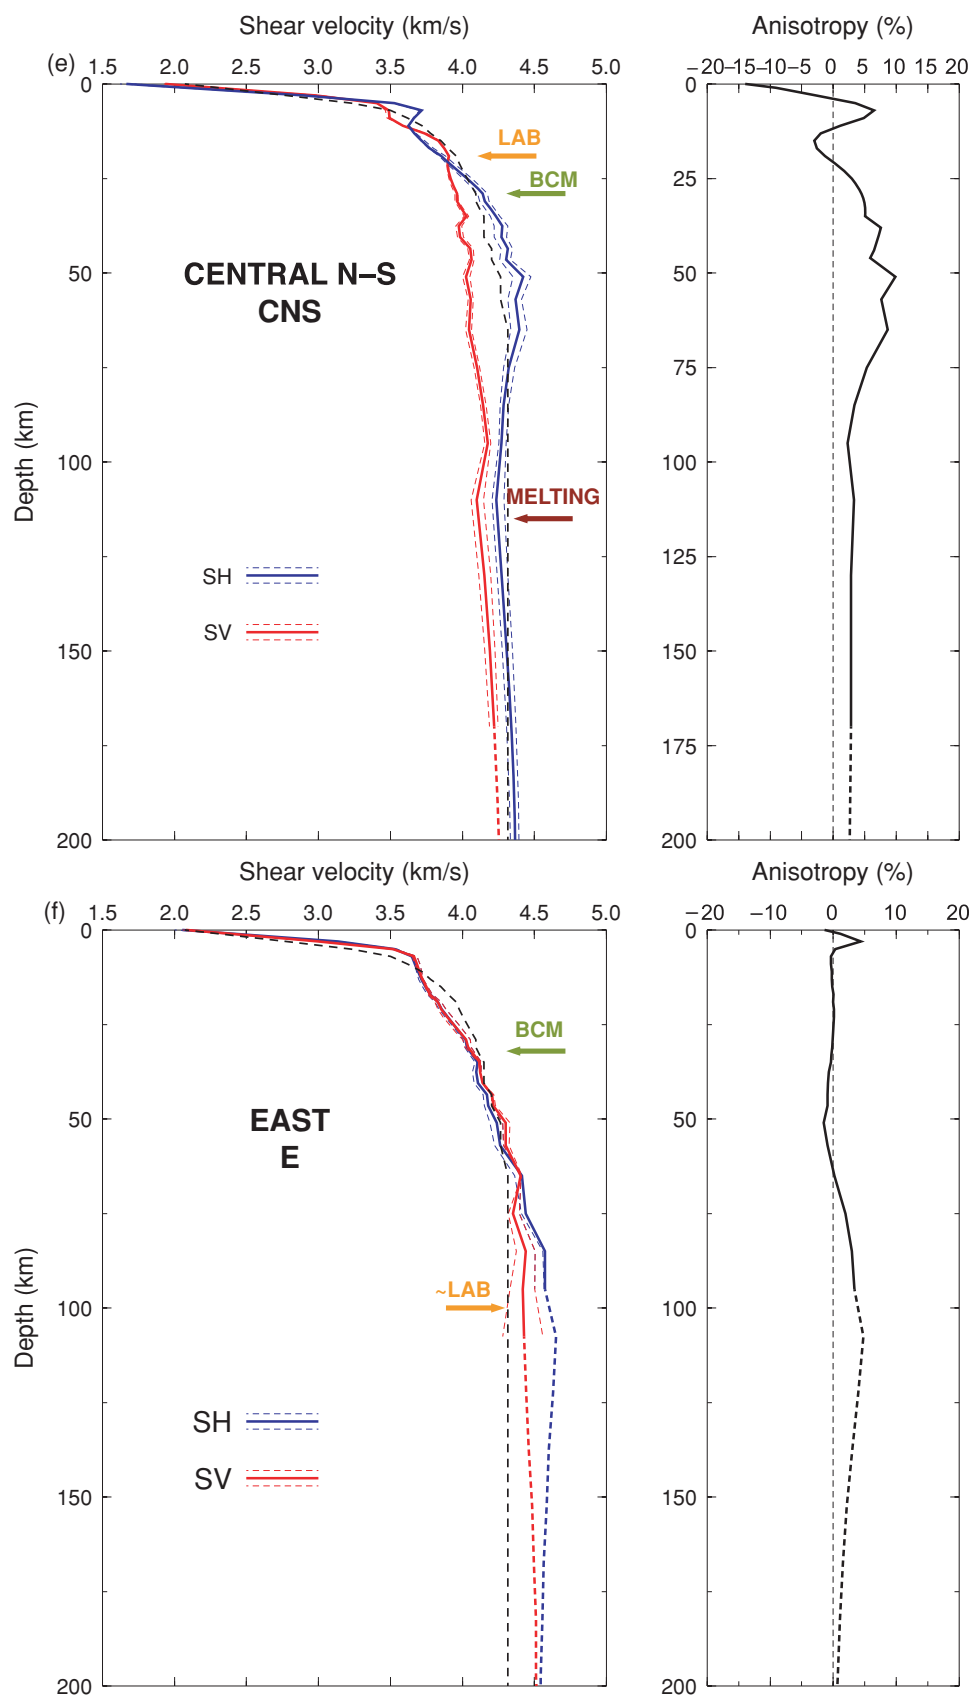 Shear velocity (km/s) Anisotropy (%)
(e) 1.5 2.0 2.5 3.0 3.5 4.0 4.5 5.0 −20−15−10−5 0 5 10 15 20
0 0
LAB
BCM 25
CENTRAL N–S
CNS
50 50
75
100 100
MELTING
SH 125
SV
150 150
175
200 200
Depth (km)
Shear velocity (km/s) Anisotropy (%)
(f) 1.5 2.0 2.5 3.0 3.5 4.0 4.5 5.0 −20 −10 0 10 20
0 0
BCM
50 50
EAST
E
~LAB
100 100
SH
SV
150 150
200 200
Depth (km)